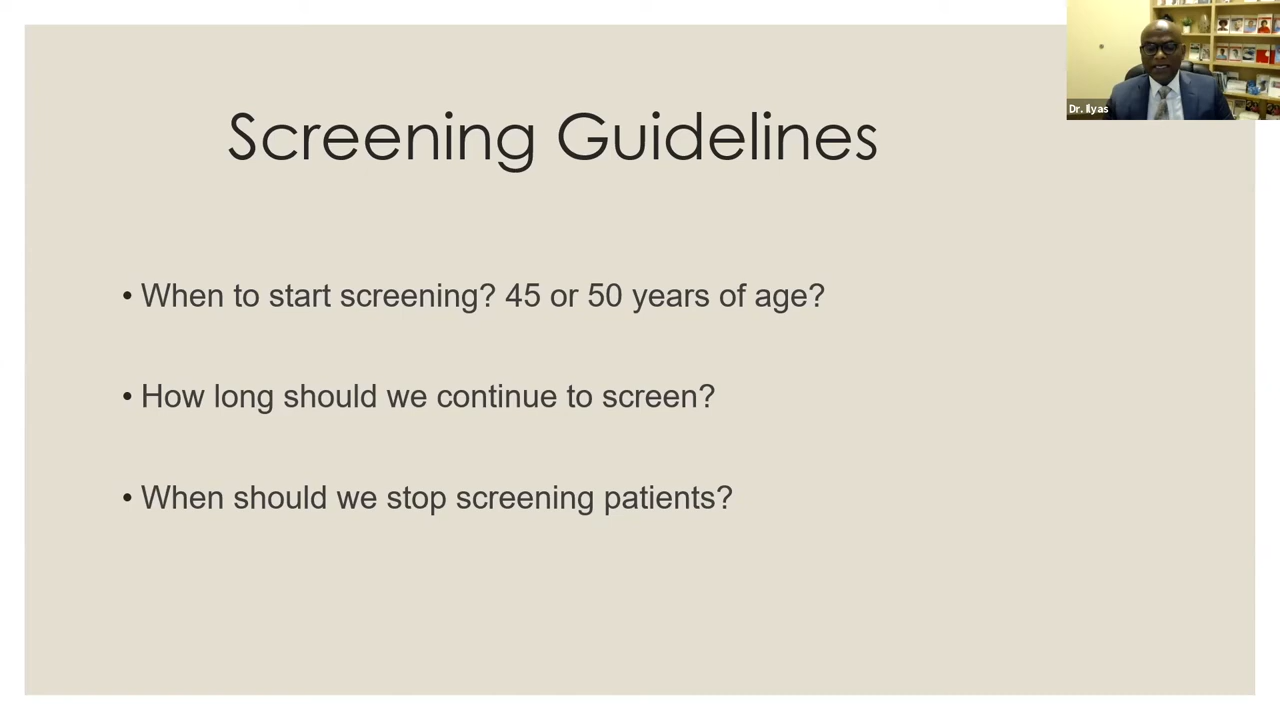 Screening Guidelines
• When to start screening? 45 or 50 years of age?
• How long should we continue to screen?
• When should we stop screening patients?
Dr. Ilyas